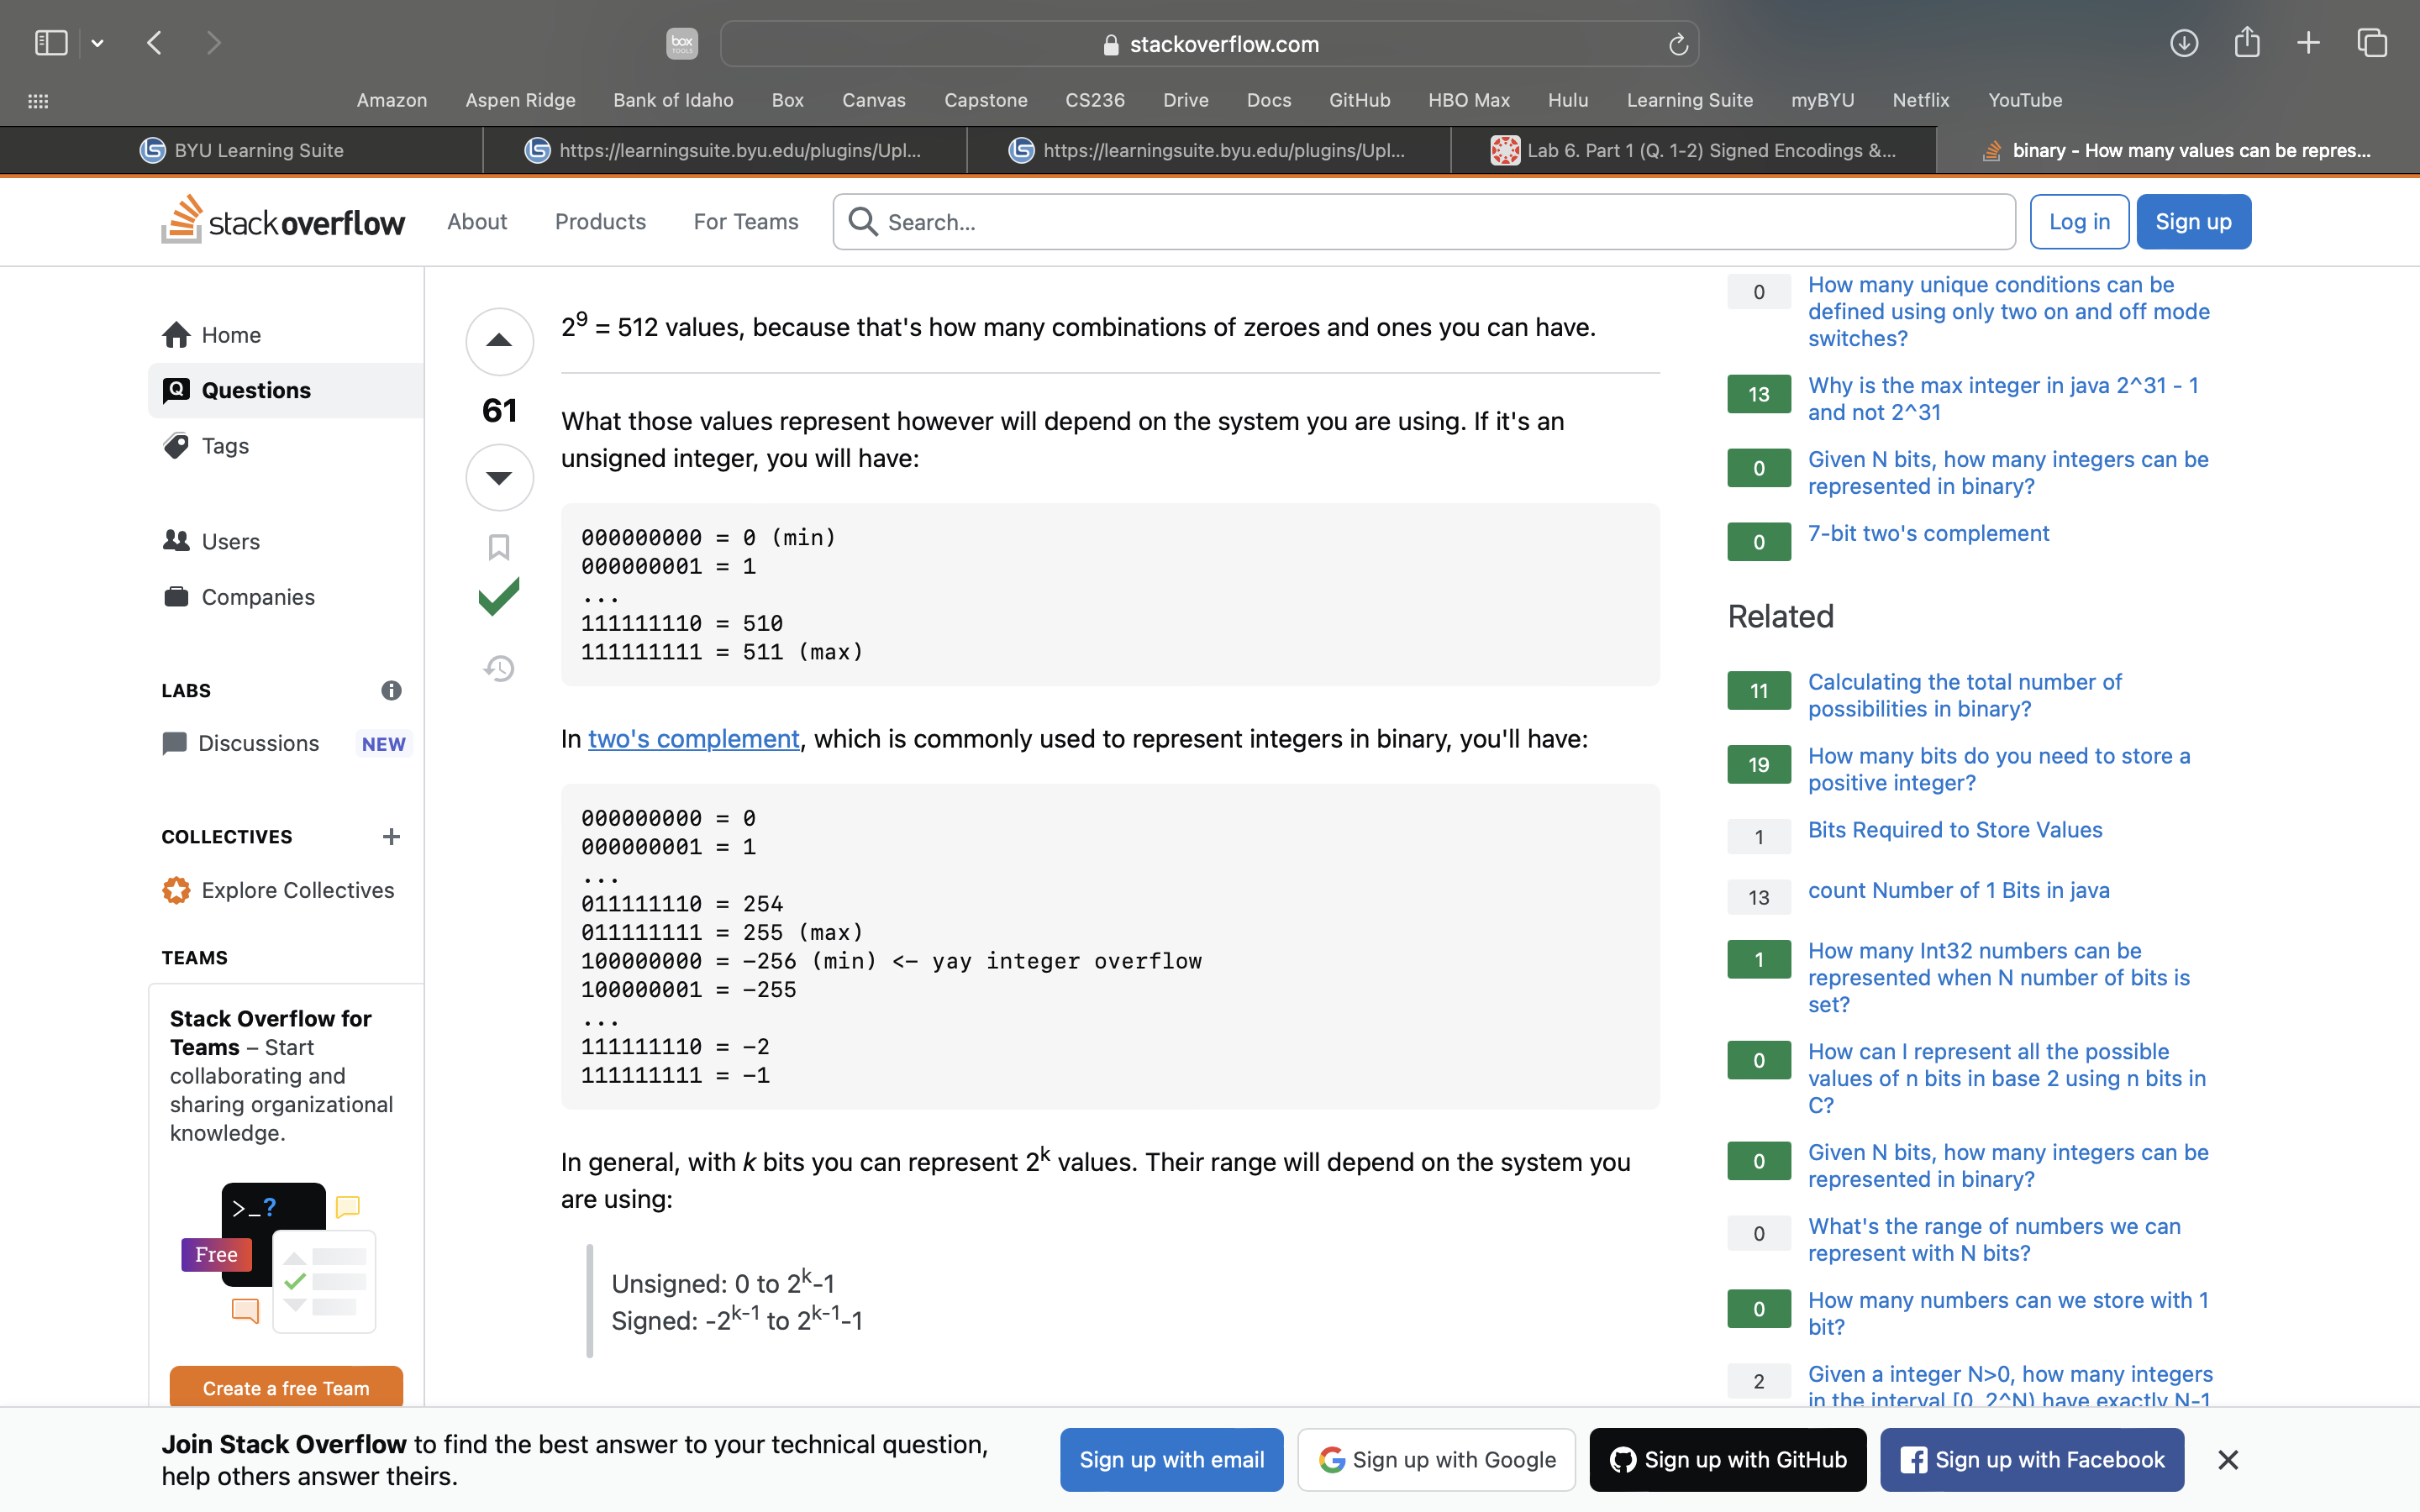 box
TOOLS
stackoverflow.com
Amazon Aspen Ridge Bank of Idaho Box Canvas Capstone CS236 Drive Docs GitHub HBO Max Hulu Learning Suite myBYU Netflix YouTube
BYU Learning Suite
https://learningsuite.byu.edu/plugins/Upl...
https://learningsuite.byu.edu/plugins/Upl...
Lab 6. Part 1 (Q. 1-2) Signed Encodings &...
binary - How many values can be repres...
stackoverflow
About Products For Teams
Search...
Log in
Sign up
Home
Questions
Tags
Users
Companies
LABS
Discussions NEW
COLLECTIVES
Explore Collectives
TEAMS
Stack Overflow for
Teams – Start
collaborating and
sharing organizational
knowledge.
>_?
Free
Create a free Team
61
2⁹ = 512 values, because that's how many combinations of zeroes and ones you can have.
What those values represent however will depend on the system you are using. If it's an
unsigned integer, you will have:
000000000 = 0 (min)
000000001 = 1
...
111111110 = 510
111111111 = 511 (max)
In two's complement, which is commonly used to represent integers in binary, you'll have:
000000000 = 0
000000001 = 1
...
011111110 = 254
011111111 = 255 (max)
100000000 = -256 (min) <- yay integer overflow
100000001 = -255
...
111111110 = -2
111111111 = -1
In general, with k bits you can represent 2ᵏ values. Their range will depend on the system you
are using:
Unsigned: 0 to 2ᵏ-1
Signed: -2ᵏ⁻¹ to 2ᵏ⁻¹-1
0 How many unique conditions can be
defined using only two on and off mode
switches?
13 Why is the max integer in java 2^31 - 1
and not 2^31
0 Given N bits, how many integers can be
represented in binary?
0 7-bit two's complement
Related
11 Calculating the total number of
possibilities in binary?
19 How many bits do you need to store a
positive integer?
1 Bits Required to Store Values
13 count Number of 1 Bits in java
1 How many Int32 numbers can be
represented when N number of bits is
set?
0 How can I represent all the possible
values of n bits in base 2 using n bits in
C?
0 Given N bits, how many integers can be
represented in binary?
0 What's the range of numbers we can
represent with N bits?
0 How many numbers can we store with 1
bit?
2 Given a integer N>0, how many integers
in the interval [0, 2^N) have exactly N-1
Join Stack Overflow to find the best answer to your technical question,
help others answer theirs.
Sign up with email
Sign up with Google
Sign up with GitHub
Sign up with Facebook